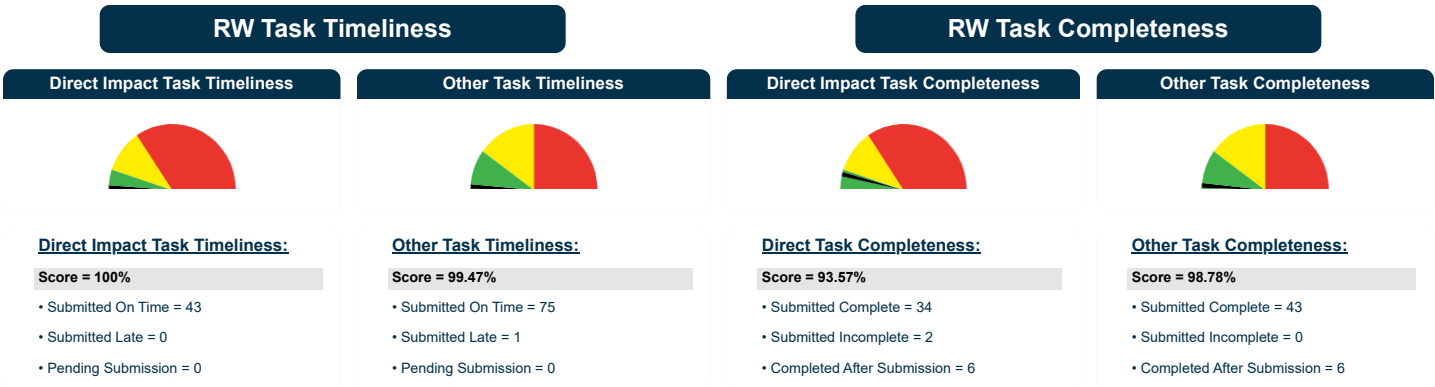 RW Task Timeliness
RW Task Completeness
Direct Impact Task Timeliness
Other Task Timeliness
Direct Impact Task Completeness
Other Task Completeness
Direct Impact Task Timeliness:
Score = 100%
• Submitted On Time = 43
• Submitted Late = 0
• Pending Submission = 0
Other Task Timeliness:
Score = 99.47%
• Submitted On Time = 75
• Submitted Late = 1
• Pending Submission = 0
Direct Task Completeness:
Score = 93.57%
• Submitted Complete = 34
• Submitted Incomplete = 2
• Completed After Submission = 6
Other Task Completeness:
Score = 98.78%
• Submitted Complete = 43
• Submitted Incomplete = 0
• Completed After Submission = 6